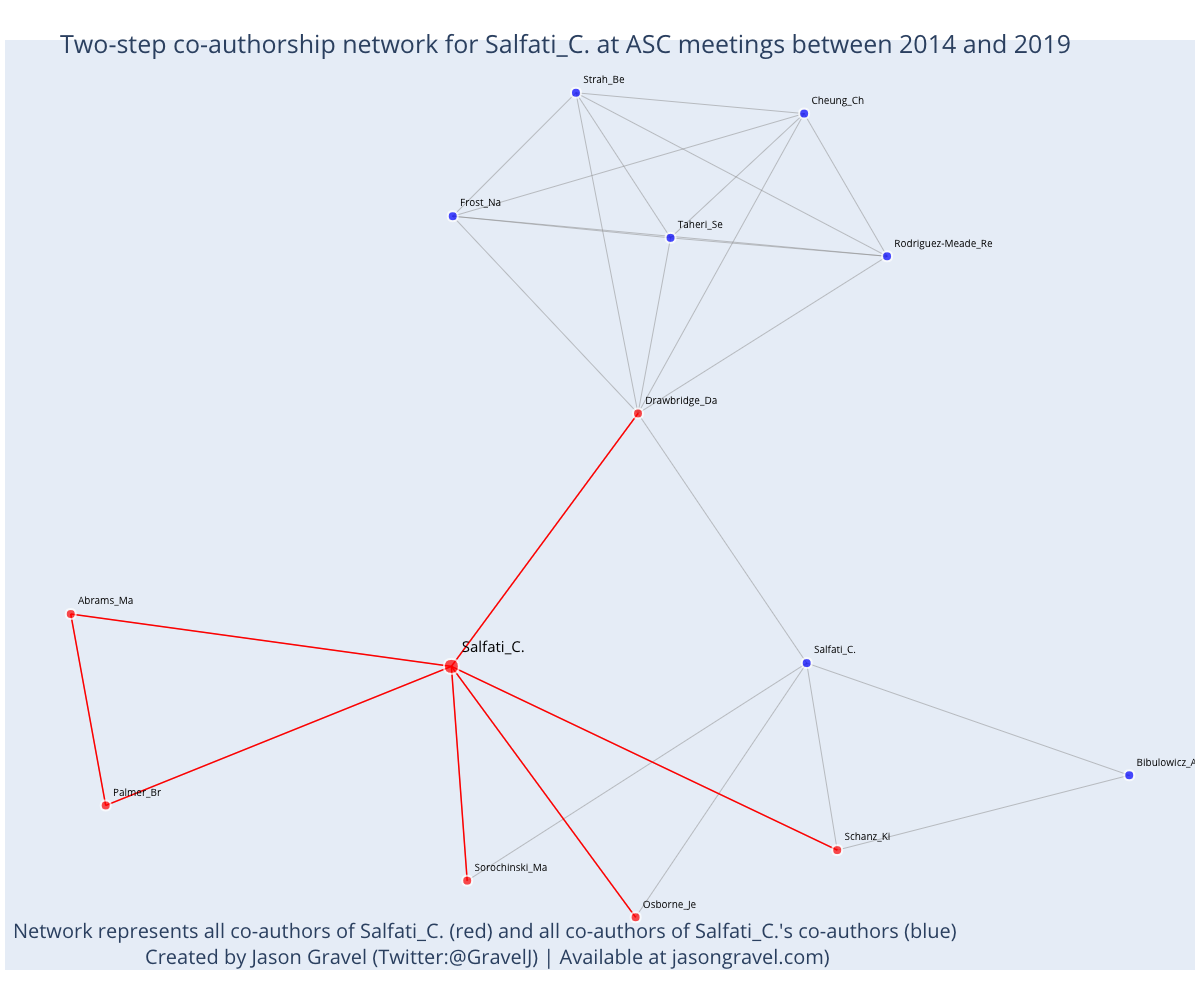 Two-step co-authorship network for Salfati_C. at ASC meetings between 2014 and 2019
Strah_Be
Cheung_Ch
Frost_Na
Taheri_Se
Rodriguez-Meade_Re
Drawbridge_Da
Abrams_Ma
Salfati_C.
Salfati_C.
Bibulowicz_A
Palmer_Br
Schanz_Ki
Sorochinski_Ma
Osborne_Je
Network represents all co-authors of Salfati_C. (red) and all co-authors of Salfati_C.'s co-authors (blue)
Created by Jason Gravel (Twitter:@GravelJ) | Available at jasongravel.com)